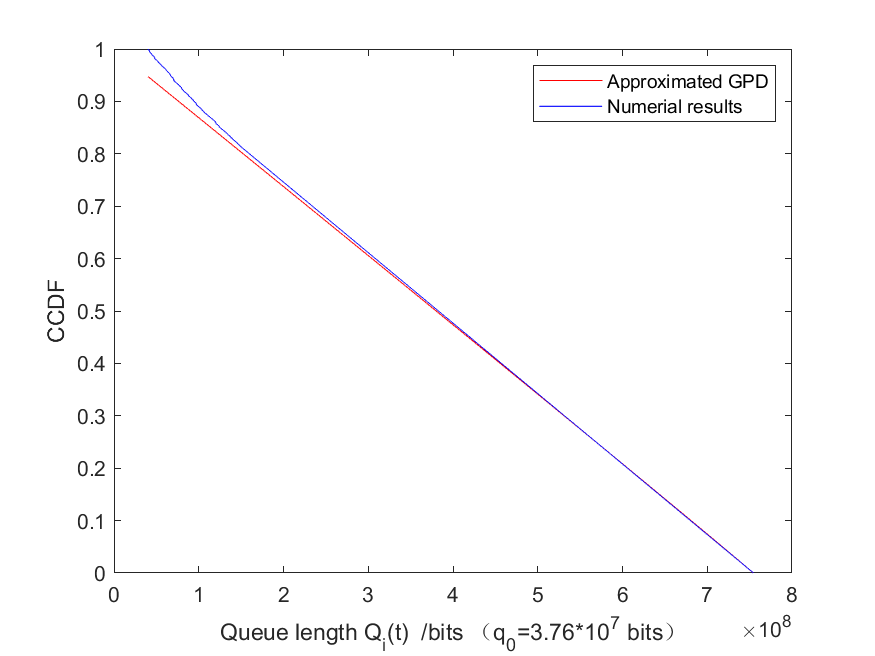 1
0.9
0.8
0.7
0.6
0.5
0.4
0.3
0.2
0.1
0
CCDF
Approximated GPD
Numerial results
0 1 2 3 4 5 6 7 8
×10^8
Queue length Q_i(t) /bits （q_0=3.76*10^7 bits）